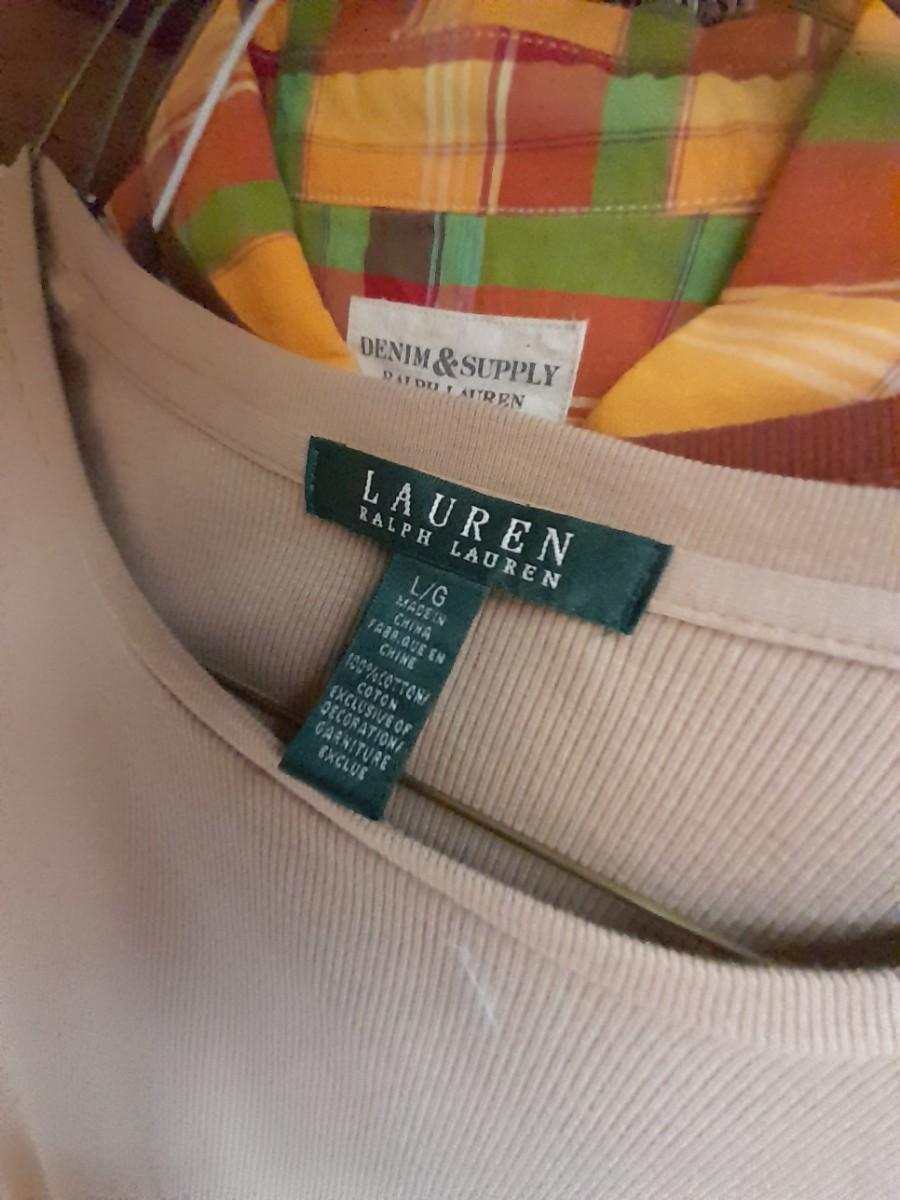 DENIM & SUPPLY
RALPH LAUREN
LAUREN
RALPH LAUREN
L/G
MADE IN
CHINA
FABRIQUE EN
CHINE
100% COTTON/
COTON
EXCLUSIVE OF
DECORATION/
GARNITURE
EXCLUE